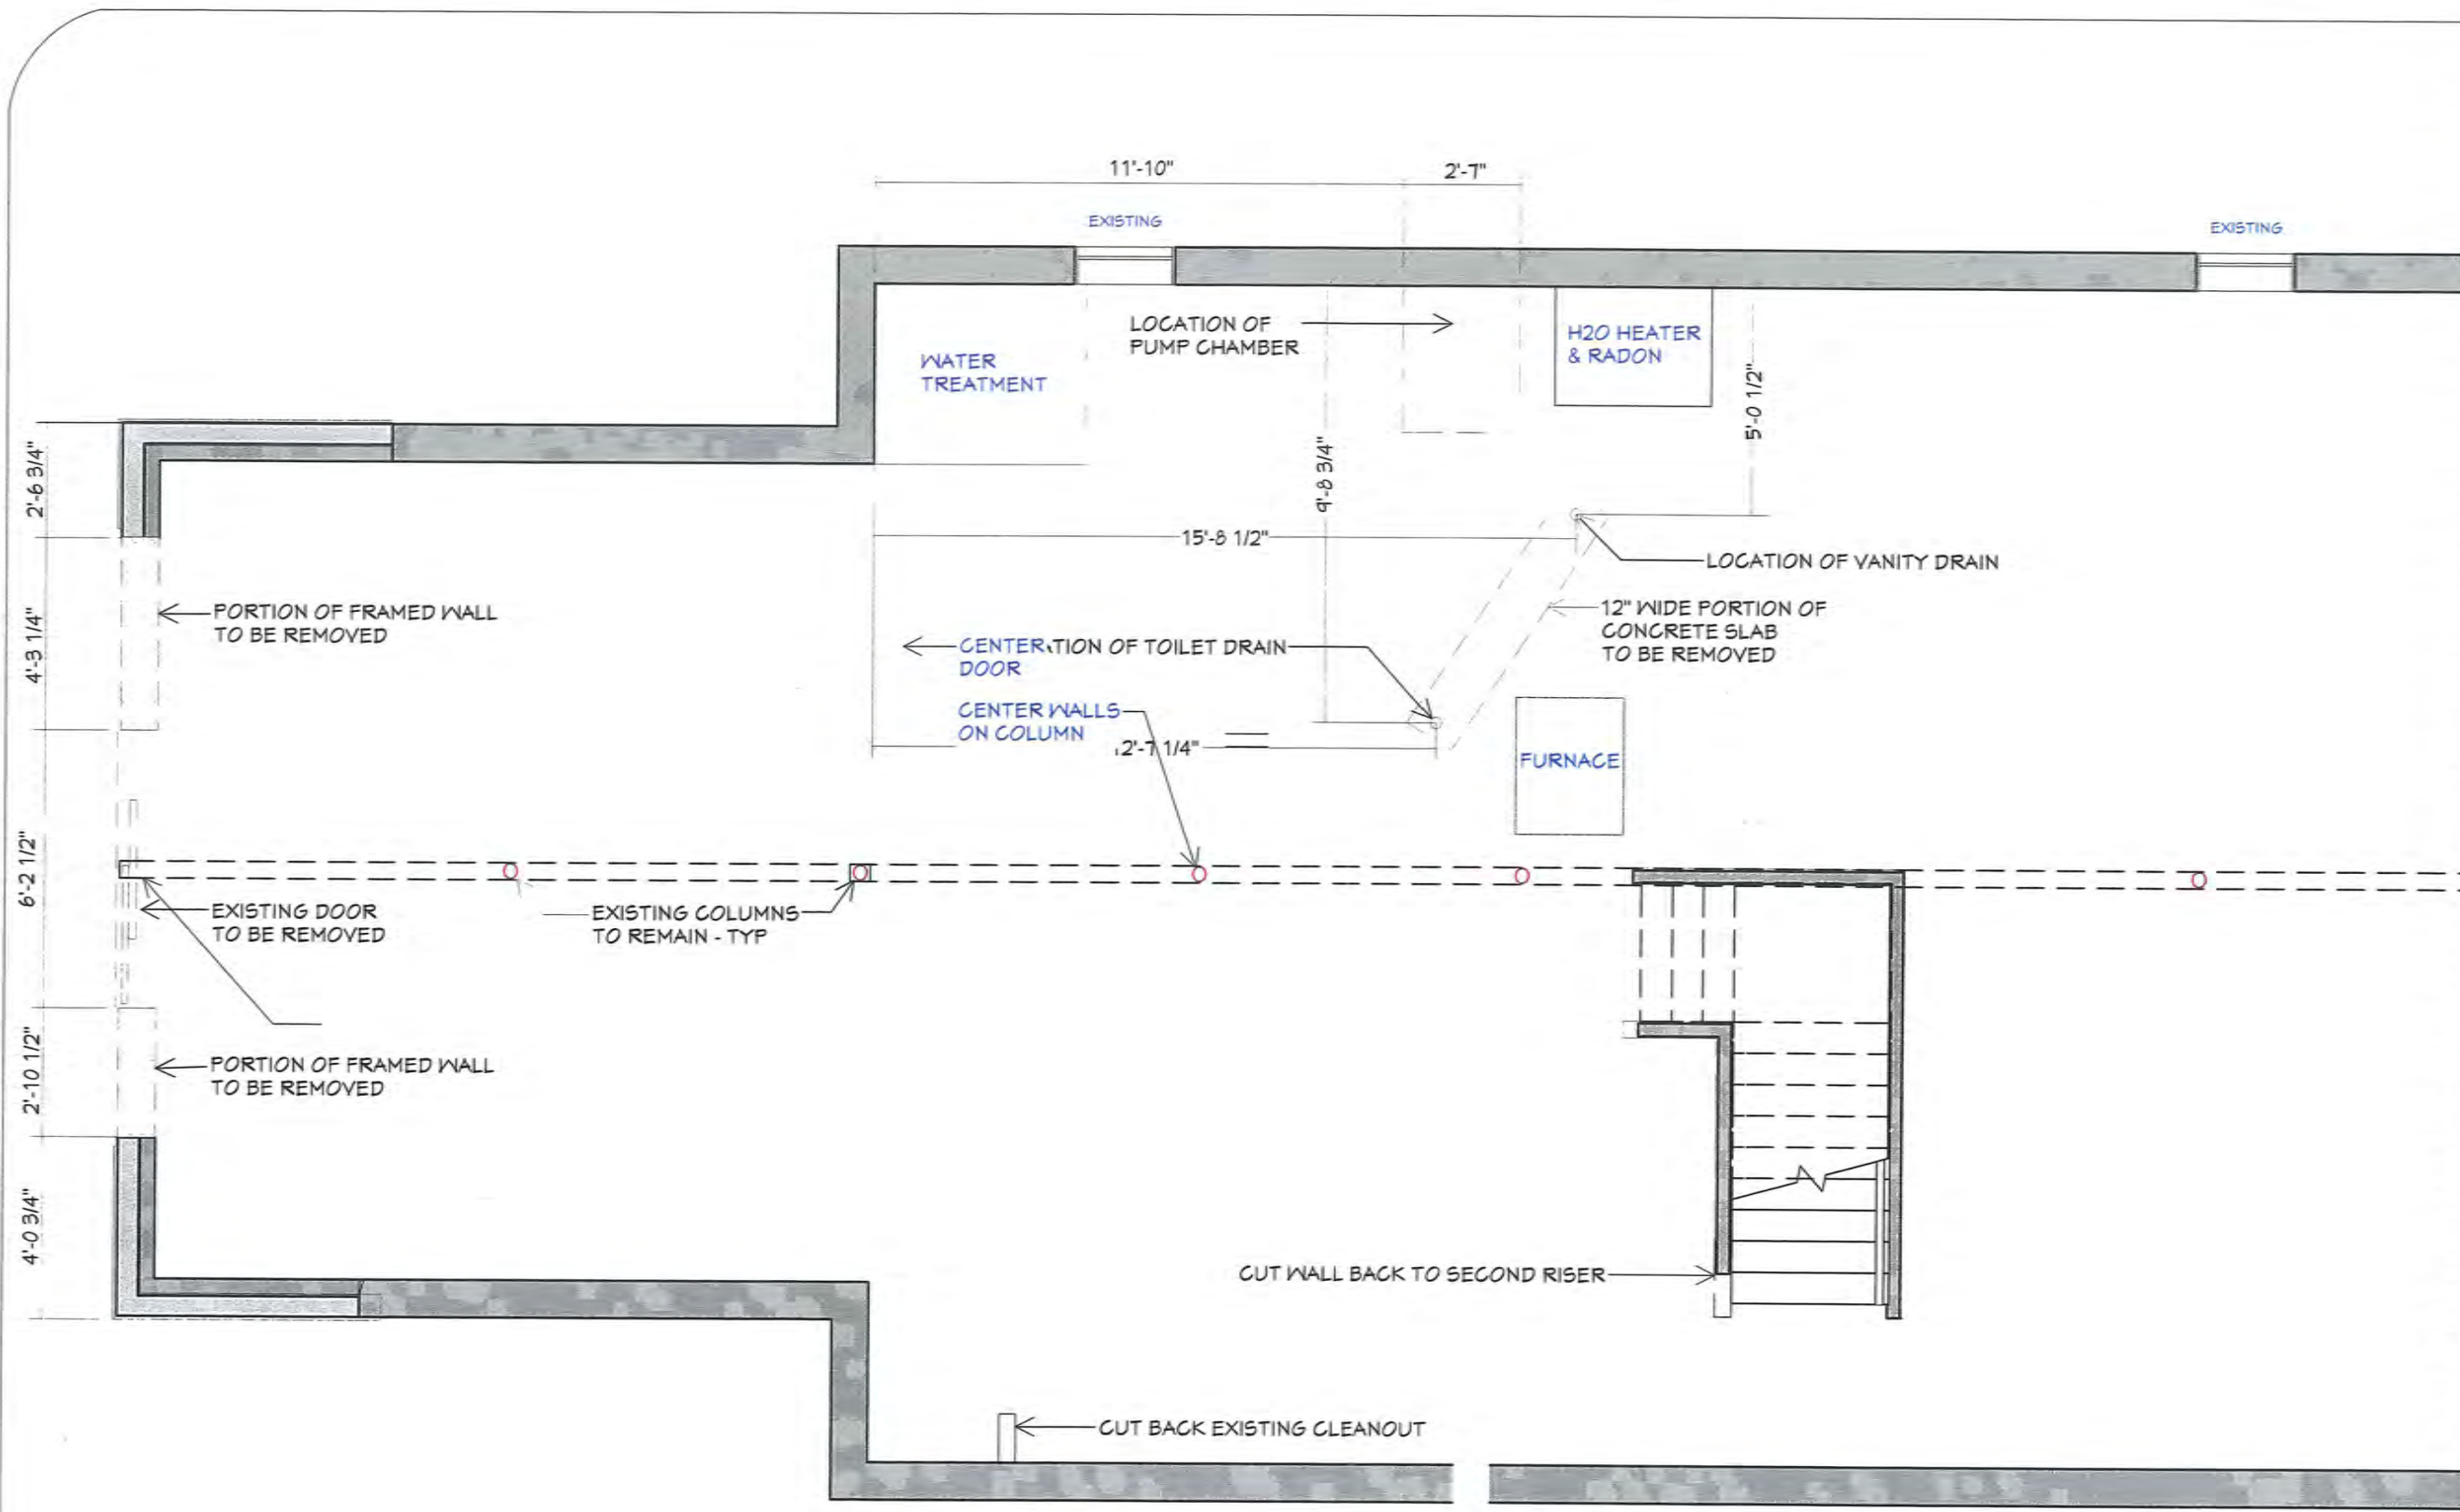 11'-10"
2'-7"
EXISTING
EXISTING
LOCATION OF
PUMP CHAMBER
H2O HEATER
& RADON
WATER
TREATMENT
5'-0 1/2"
2'-6 3/4"
9'-8 3/4"
15'-8 1/2"
LOCATION OF VANITY DRAIN
PORTION OF FRAMED WALL
TO BE REMOVED
12" WIDE PORTION OF
CONCRETE SLAB
TO BE REMOVED
4'-3 1/4"
CENTER TION OF TOILET DRAIN
DOOR
CENTER WALLS
ON COLUMN
2'-7 1/4"
FURNACE
6'-2 1/2"
EXISTING DOOR
TO BE REMOVED
EXISTING COLUMNS
TO REMAIN - TYP
2'-10 1/2"
PORTION OF FRAMED WALL
TO BE REMOVED
4'-0 3/4"
CUT WALL BACK TO SECOND RISER
CUT BACK EXISTING CLEANOUT